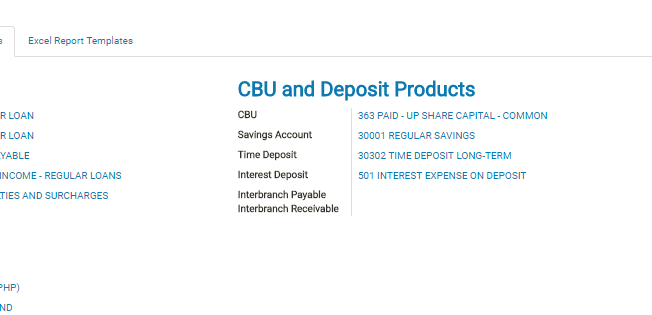 s Excel Report Templates
CBU and Deposit Products
R LOAN
R LOAN
YABLE
INCOME - REGULAR LOANS
TIES AND SURCHARGES
PHP)
ND
CBU 363 PAID - UP SHARE CAPITAL - COMMON
Savings Account 30001 REGULAR SAVINGS
Time Deposit 30302 TIME DEPOSIT LONG-TERM
Interest Deposit 501 INTEREST EXPENSE ON DEPOSIT
Interbranch Payable
Interbranch Receivable